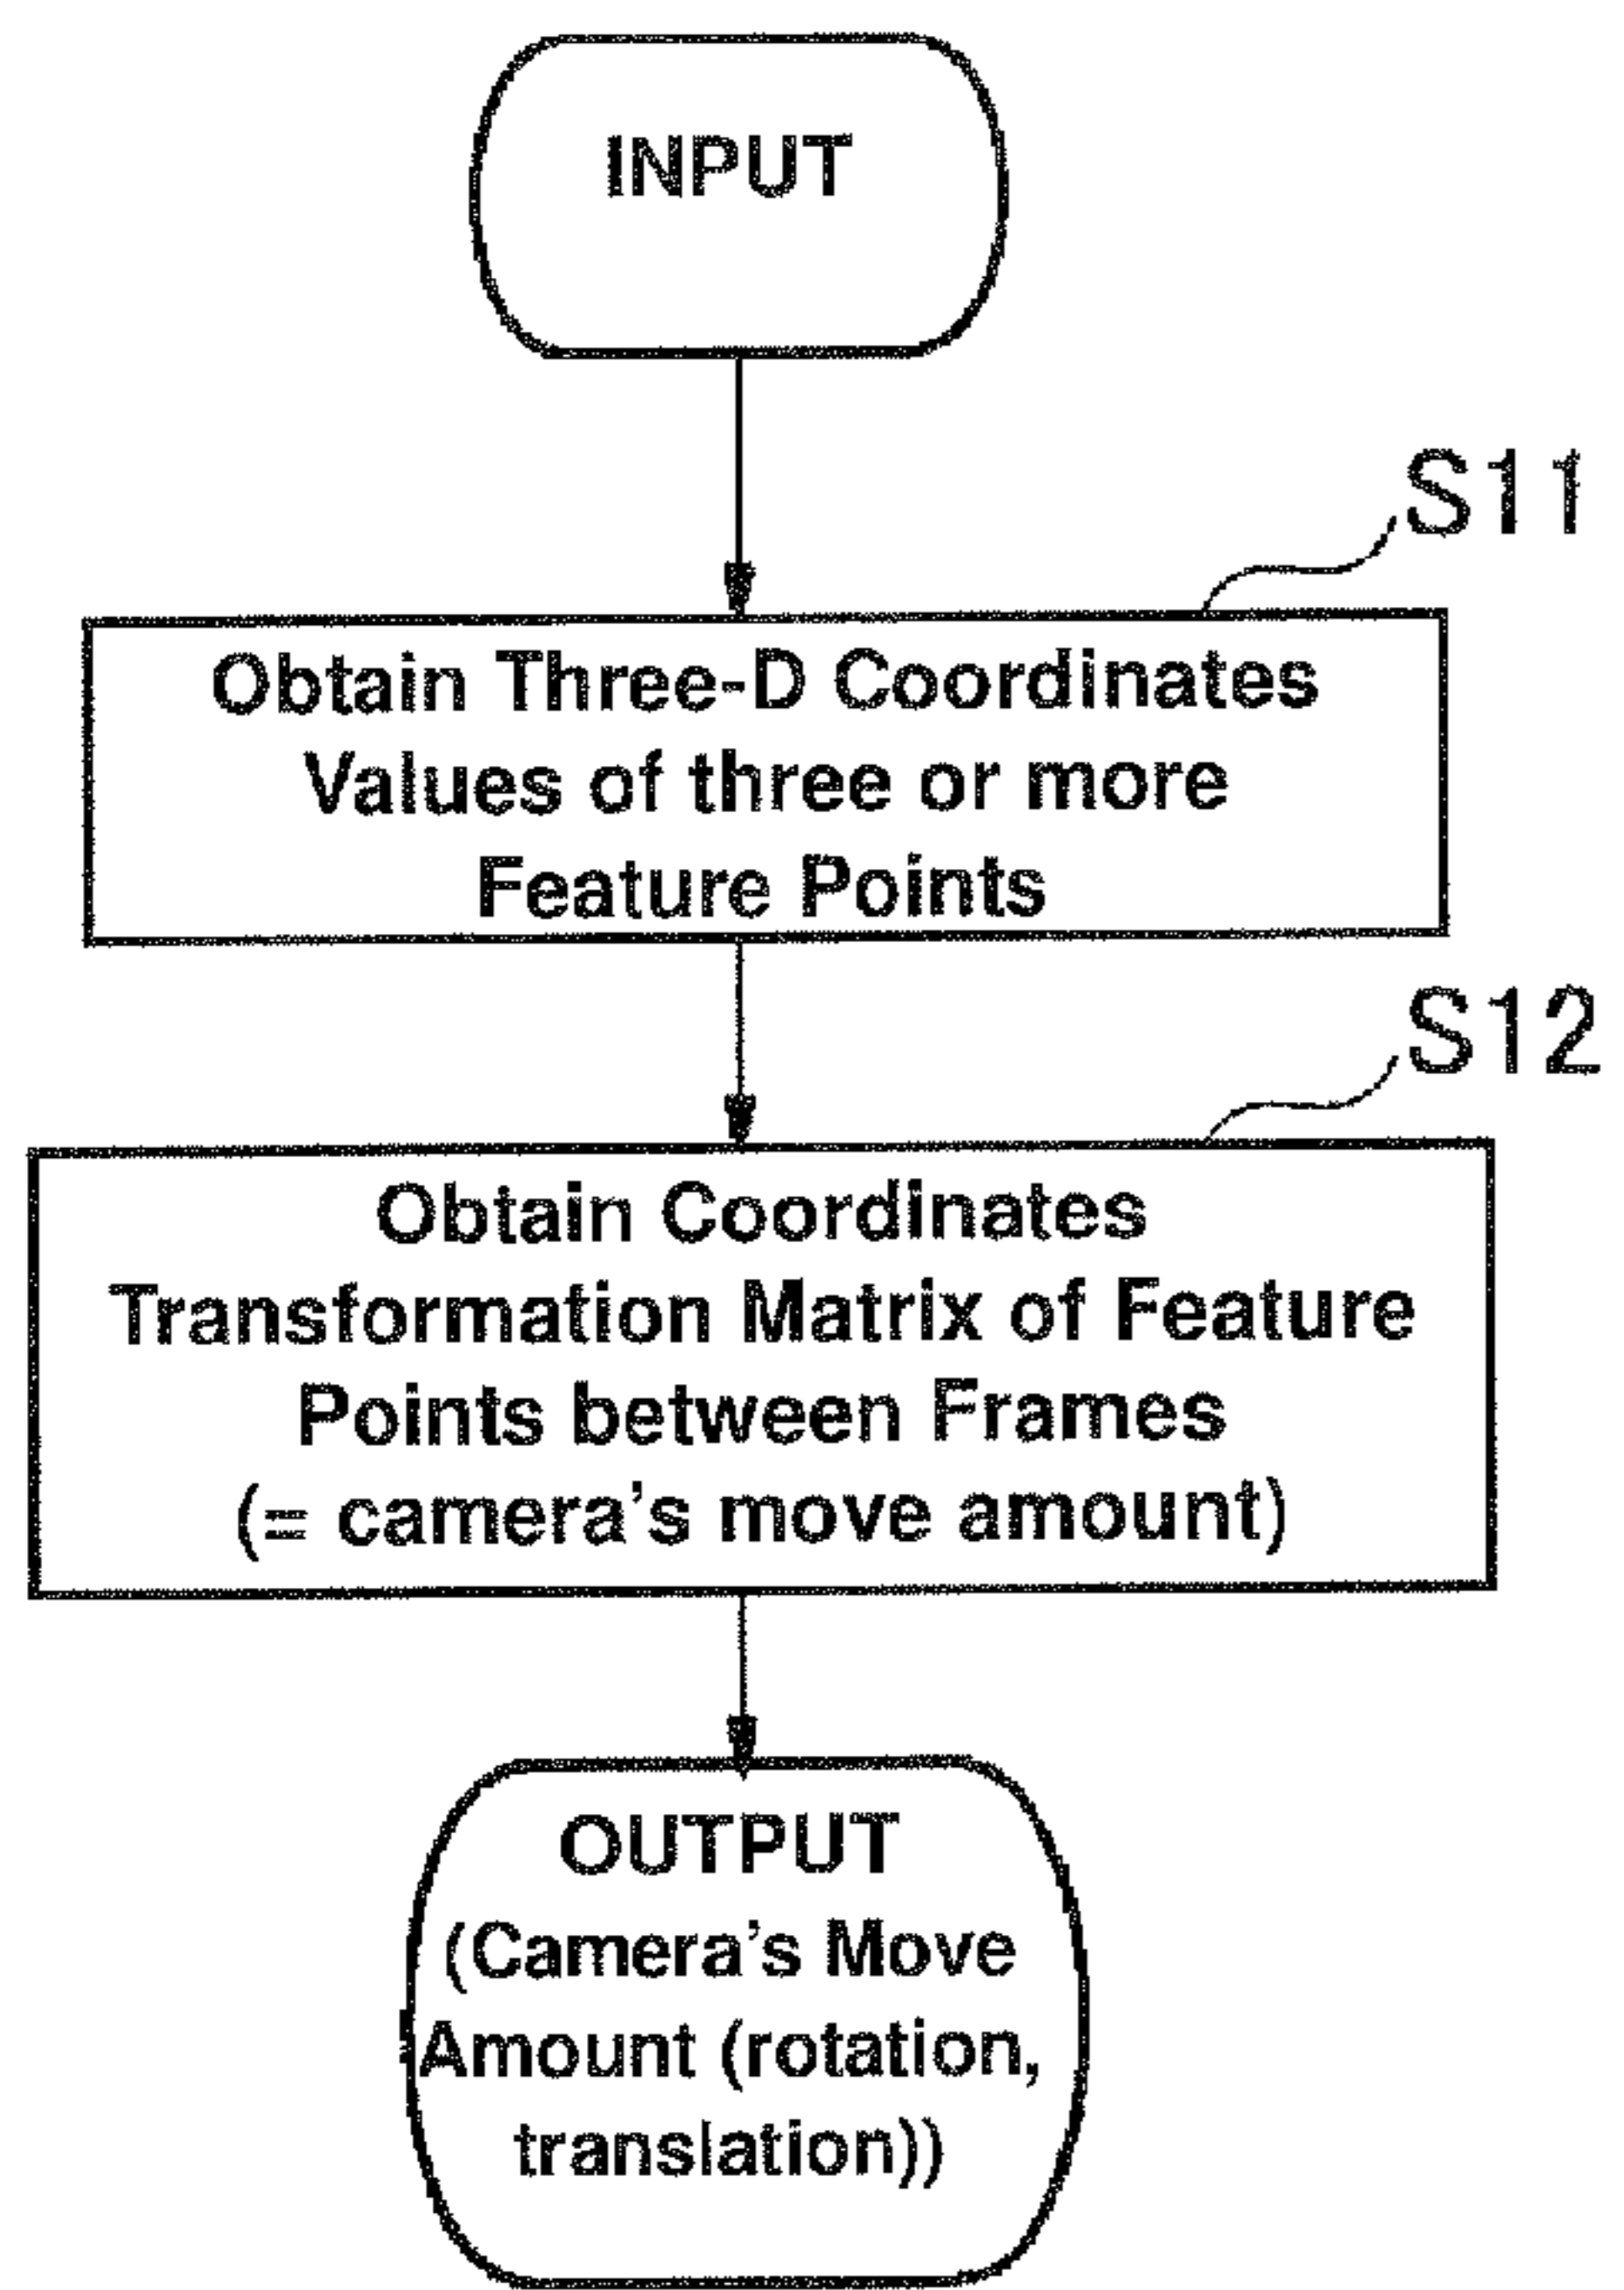 INPUT
S11
Obtain Three-D Coordinates
Values of three or more
Feature Points
S12
Obtain Coordinates
Transformation Matrix of Feature
Points between Frames
(= camera's move amount)
OUTPUT
(Camera's Move
Amount (rotation,
translation))